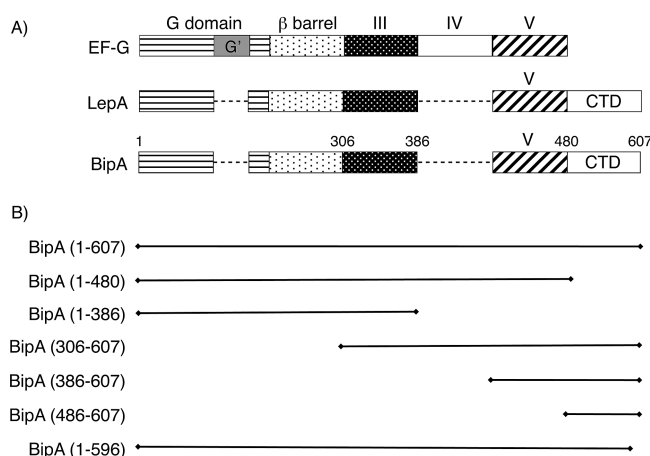 A)
G domain β barrel III IV V
EF-G G'
V
LepA CTD
1 306 386 V 480 607
BipA CTD
B)
BipA (1-607)
BipA (1-480)
BipA (1-386)
BipA (306-607)
BipA (386-607)
BipA (486-607)
BipA (1-596)